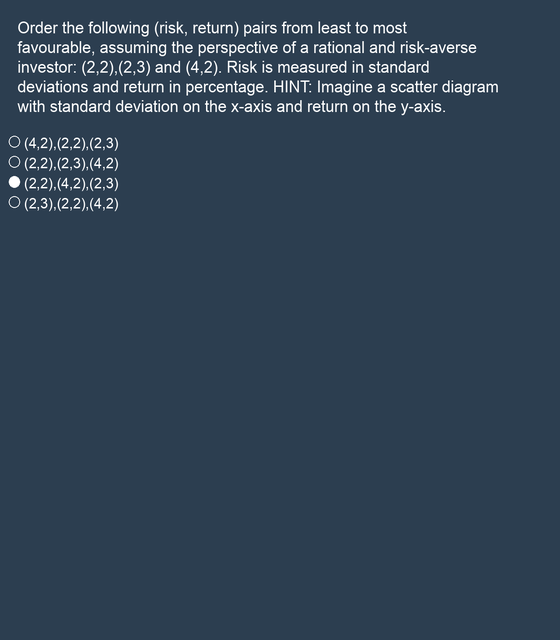 Order the following (risk, return) pairs from least to most
favourable, assuming the perspective of a rational and risk-averse
investor: (2,2),(2,3) and (4,2). Risk is measured in standard
deviations and return in percentage. HINT: Imagine a scatter diagram
with standard deviation on the x-axis and return on the y-axis.
(4,2),(2,2),(2,3)
(2,2),(2,3),(4,2)
(2,2),(4,2),(2,3)
(2,3),(2,2),(4,2)